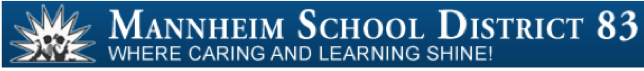 MANNHEIM SCHOOL DISTRICT 83
WHERE CARING AND LEARNING SHINE!